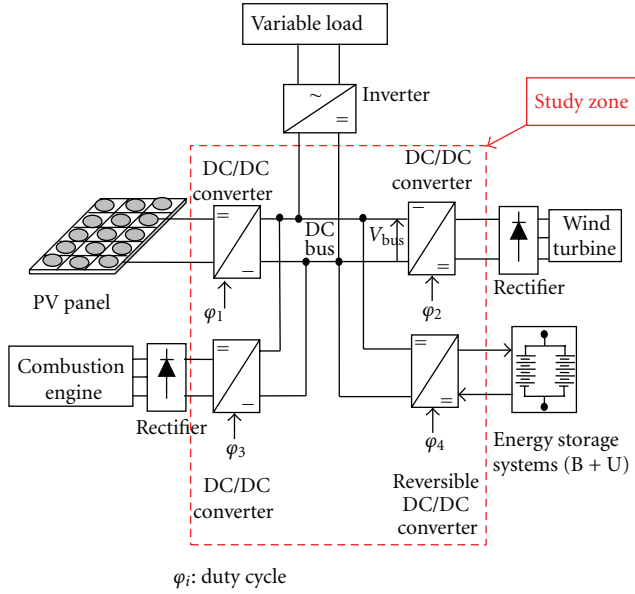 Variable load
Inverter
~
=
Study zone
DC/DC
converter
DC/DC
converter
=
−
DC
bus
Vbus
−
=
Wind
turbine
Rectifier
PV panel
φ1
φ2
Combustion
engine
Rectifier
=
−
=
=
φ3
φ4
Energy storage
systems (B + U)
DC/DC
converter
Reversible
DC/DC
converter
φi: duty cycle